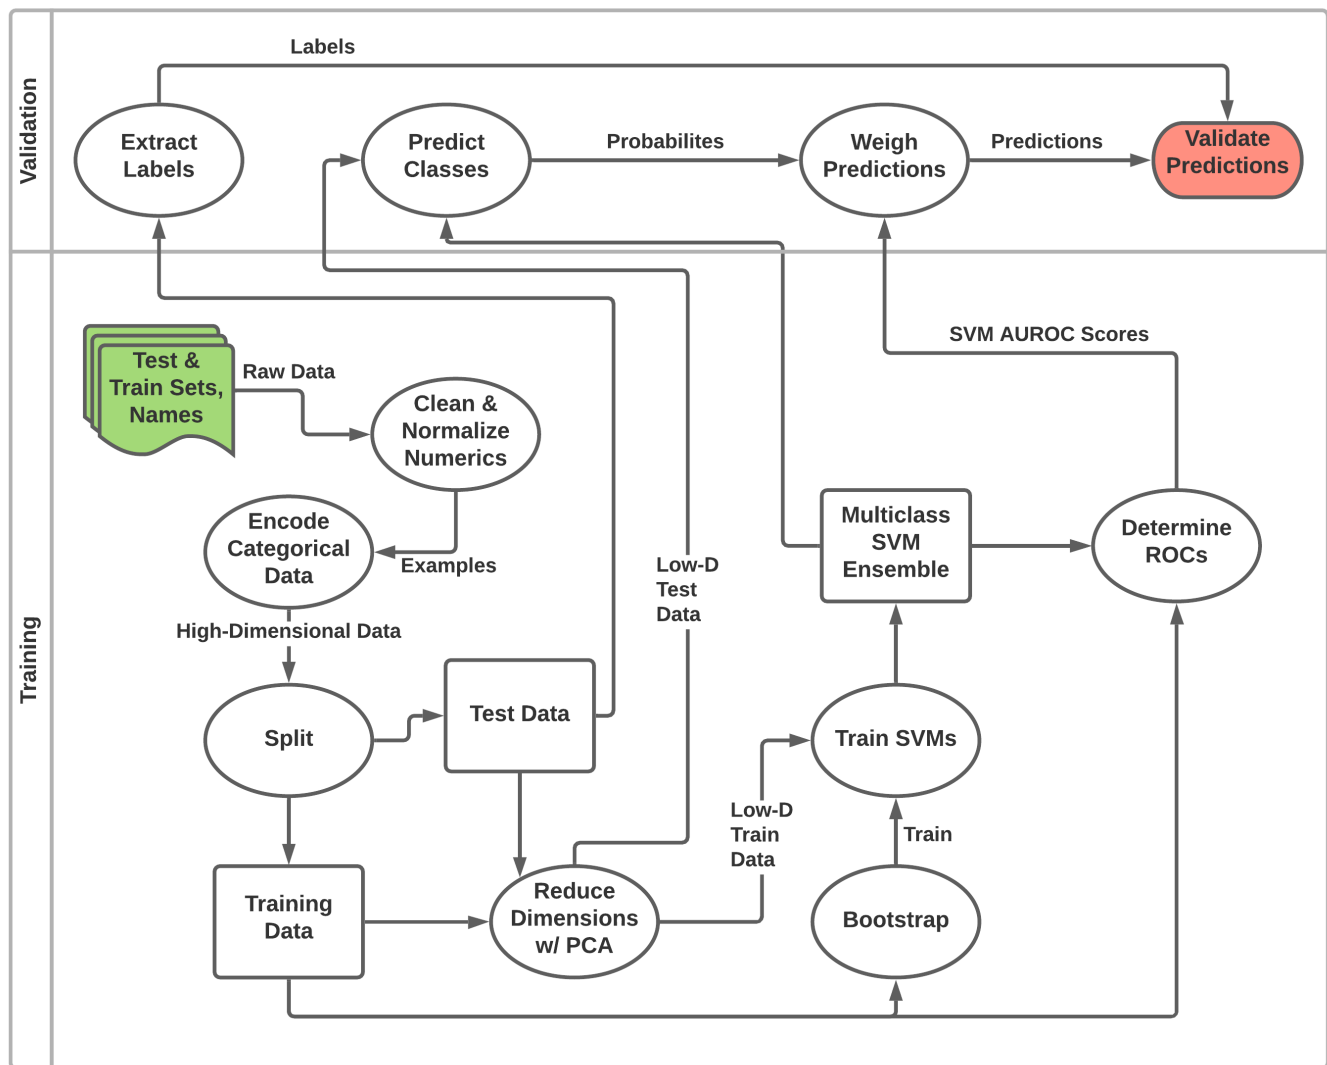 Validation
Labels
Extract
Labels
Predict
Classes
Probabilites
Weigh
Predictions
Predictions
Validate
Predictions
Training
SVM AUROC Scores
Test &
Train Sets,
Names
Raw Data
Clean &
Normalize
Numerics
Encode
Categorical
Data
Examples
High-Dimensional Data
Low-D
Test
Data
Multiclass
SVM
Ensemble
Determine
ROCs
Split
Test Data
Train SVMs
Low-D
Train
Data
Train
Training
Data
Reduce
Dimensions
w/ PCA
Bootstrap